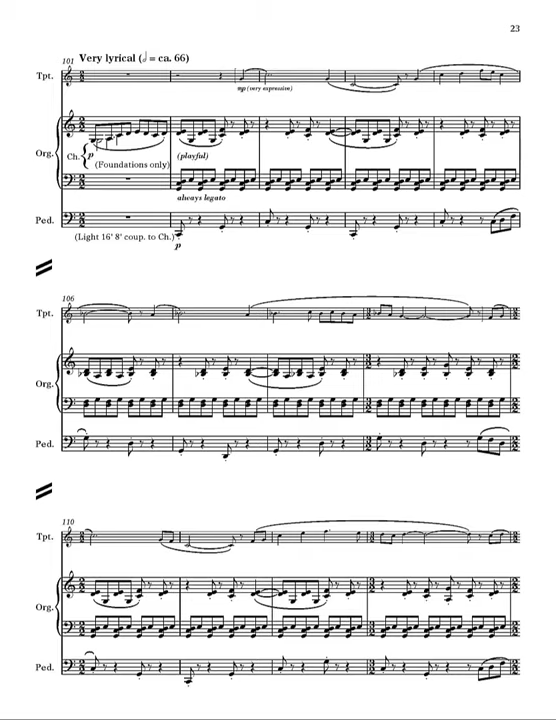 23
101 Very lyrical (𝅗𝅥 = ca. 66)
Tpt.
mp (very expressive)
Org.
Ch.
p
(Foundations only)
(playful)
always legato
Ped.
(Light 16' 8' coup. to Ch.)
p
106
Tpt.
Org.
Ped.
110
Tpt.
Org.
Ped.